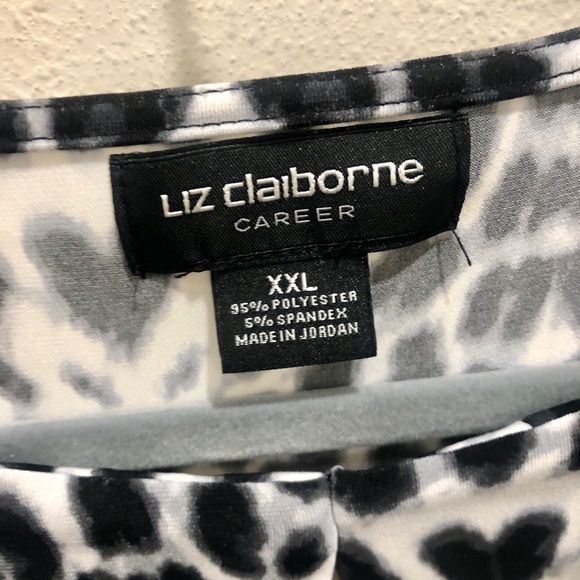 Liz claiborne
CAREER
XXL
95% POLYESTER
5% SPANDEX
MADE IN JORDAN